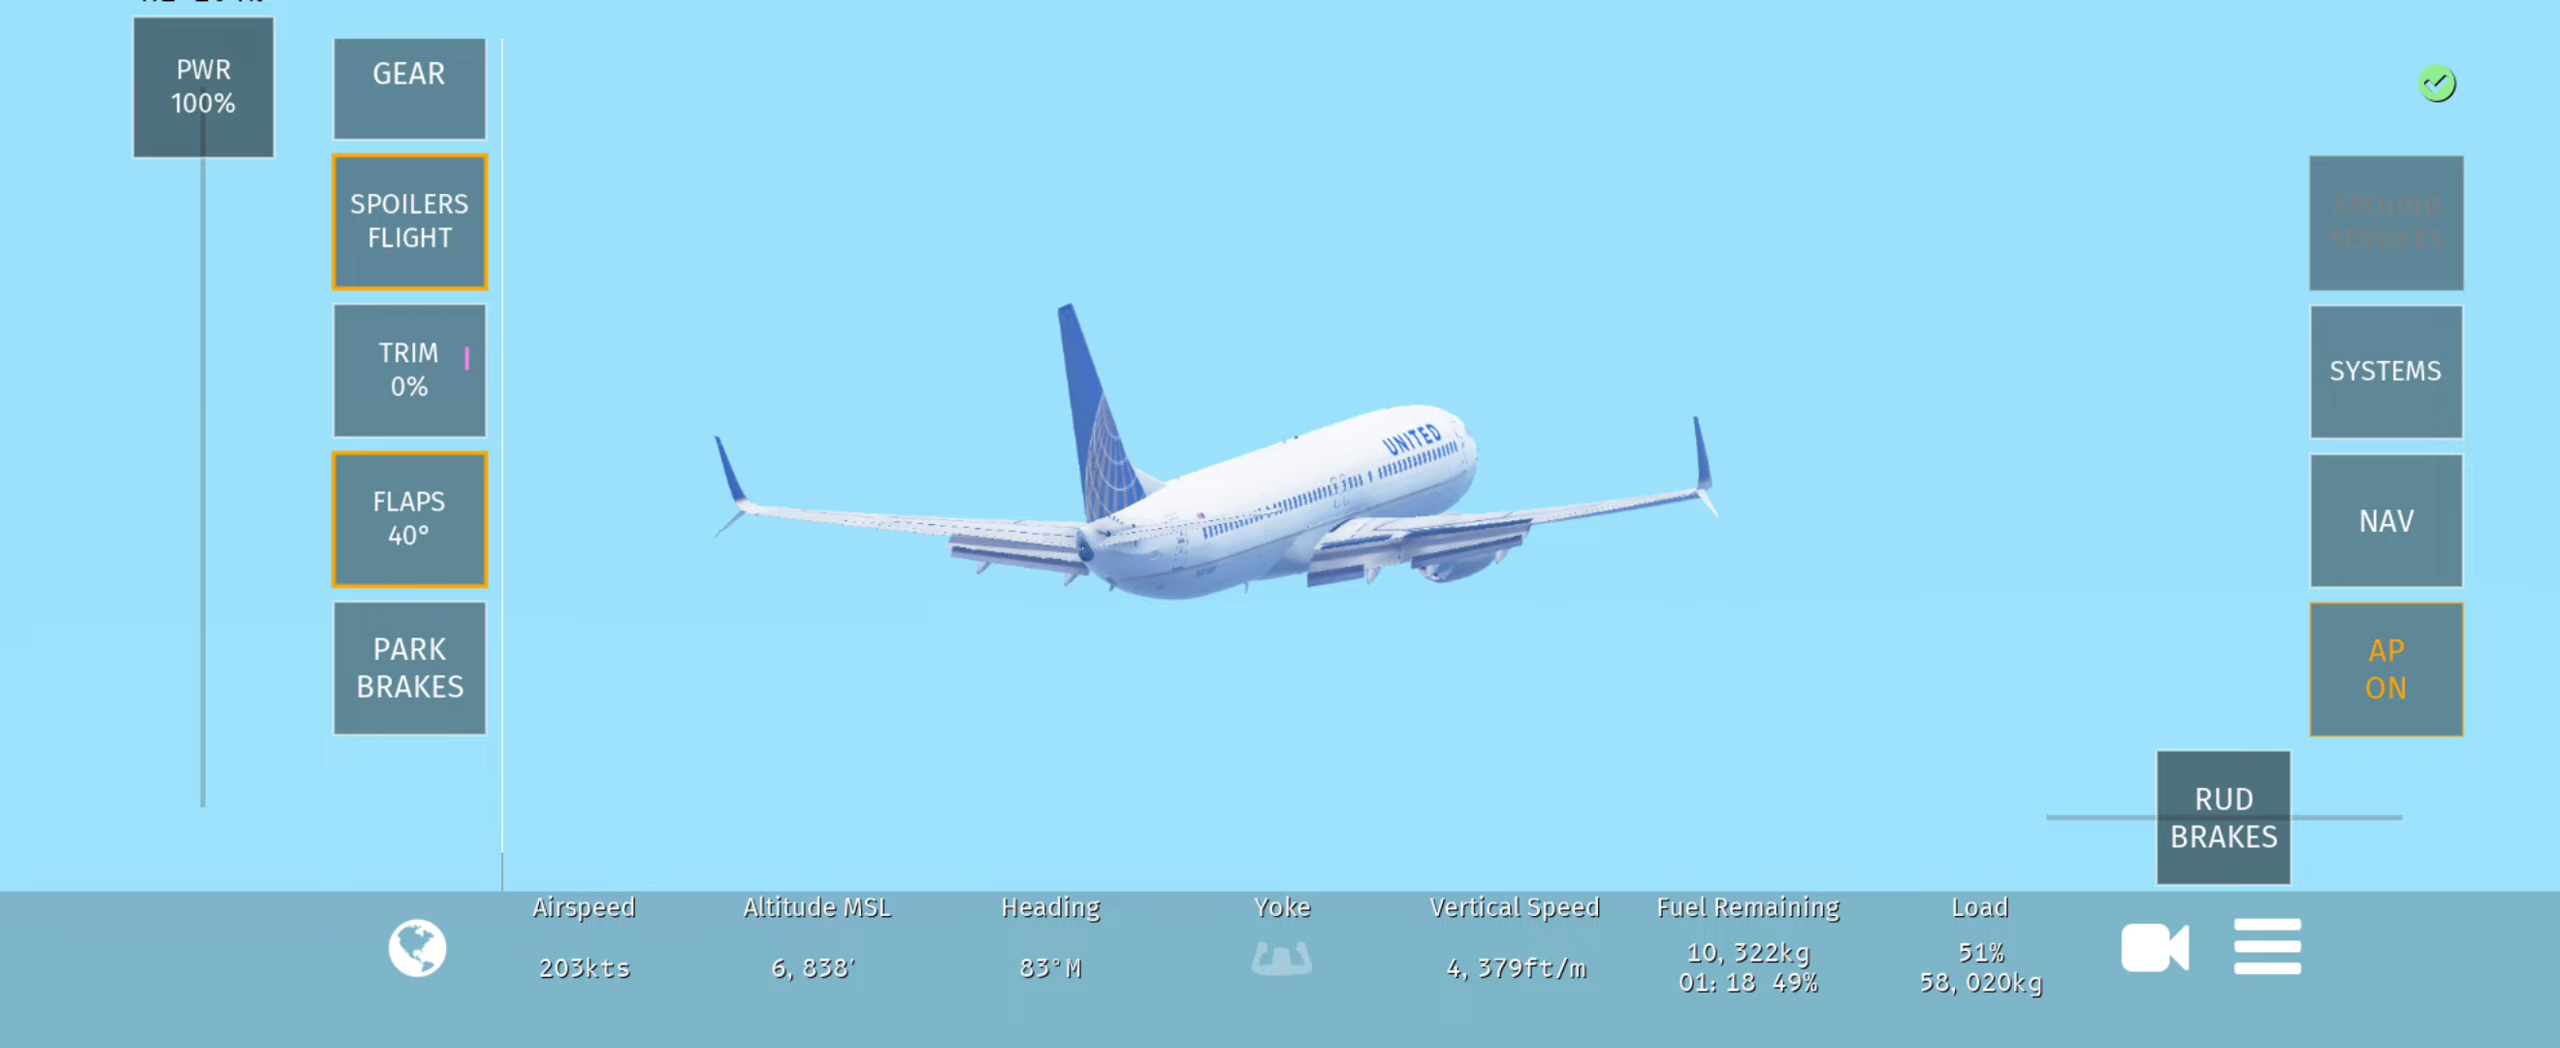 PWR
100%
GEAR
SPOILERS
FLIGHT
GROUND
SERVICES
TRIM
0%
SYSTEMS
UNITED
FLAPS
40°
NAV
PARK
BRAKES
AP
ON
RUD
BRAKES
Airspeed
203kts
Altitude MSL
6,838'
Heading
83°M
Yoke
Vertical Speed
4,379ft/m
Fuel Remaining
10,322kg
01:18 49%
Load
51%
58,020kg